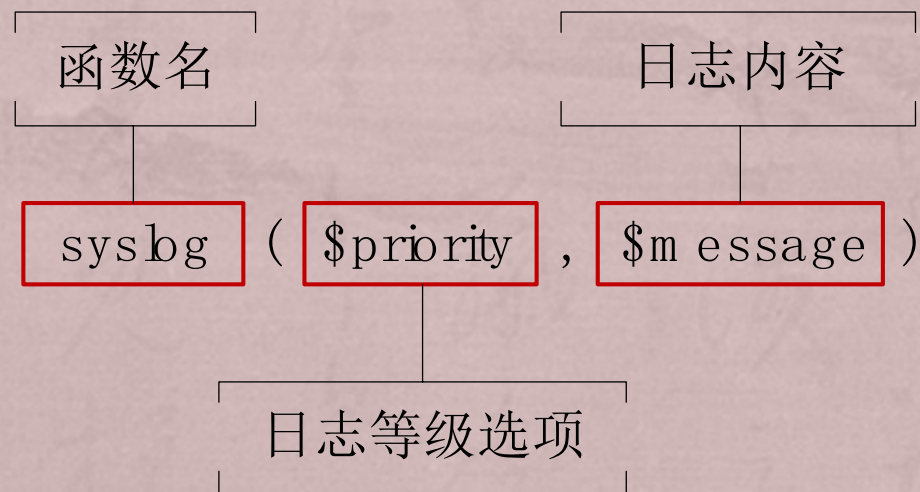 函数名 日志内容
syslog ( $priority , $message )
日志等级选项